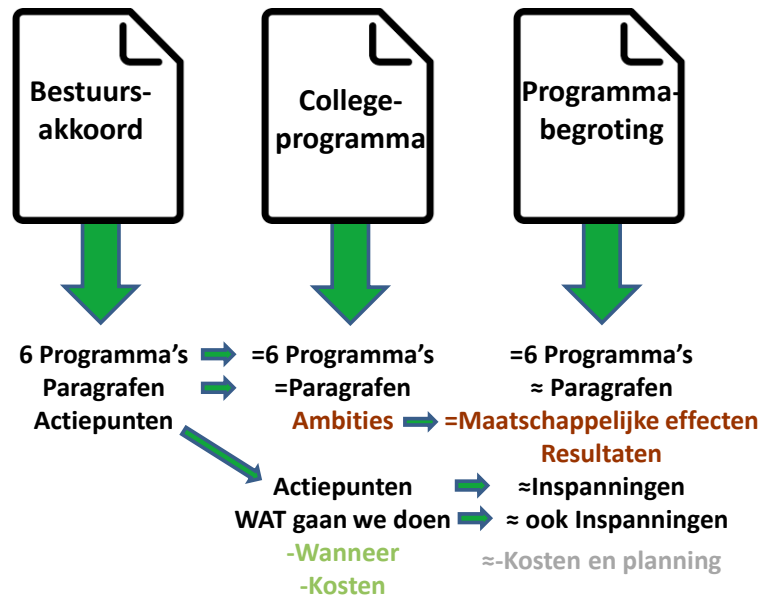 Bestuurs-
akkoord
College-
programma
Programma-
begroting
6 Programma's
=6 Programma's
=6 Programma's
Paragrafen
=Paragrafen
≈ Paragrafen
Actiepunten
Ambities
=Maatschappelijke effecten
Resultaten
Actiepunten
≈Inspanningen
WAT gaan we doen
≈ ook Inspanningen
-Wanneer
-Kosten
≈-Kosten en planning